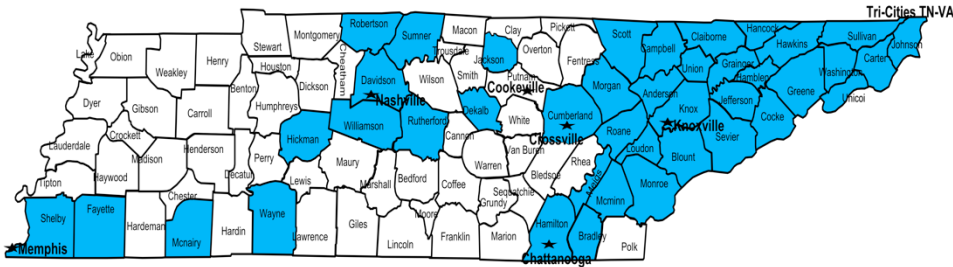 Tri-Cities TN-VA
Lake
Obion
Weakley
Henry
Stewart
Montgomery
Robertson
Sumner
Macon
Clay
Pickett
Overton
Scott
Campbell
Claiborne
Hancock
Hawkins
Sullivan
Johnson
Carter
Washington
Unicoi
Greene
Hamblen
Grainger
Union
Houston
Dickson
Cheatham
Davidson
Nashville
Wilson
Trousdale
Smith
Jackson
Putnam
Cookeville
Fentress
Morgan
Anderson
Knox
Knoxville
Jefferson
Cocke
Sevier
Dyer
Gibson
Carroll
Benton
Humphreys
Hickman
Williamson
Rutherford
Cannon
Dekalb
White
Cumberland
Crossville
Roane
Loudon
Blount
Lauderdale
Crockett
Haywood
Madison
Henderson
Decatur
Perry
Lewis
Maury
Marshall
Bedford
Coffee
Warren
Van Buren
Bledsoe
Rhea
Meigs
Mcminn
Monroe
Tipton
Shelby
Memphis
Fayette
Hardeman
Chester
Mcnairy
Hardin
Wayne
Lawrence
Giles
Lincoln
Moore
Franklin
Grundy
Sequatchie
Marion
Hamilton
Chattanooga
Bradley
Polk